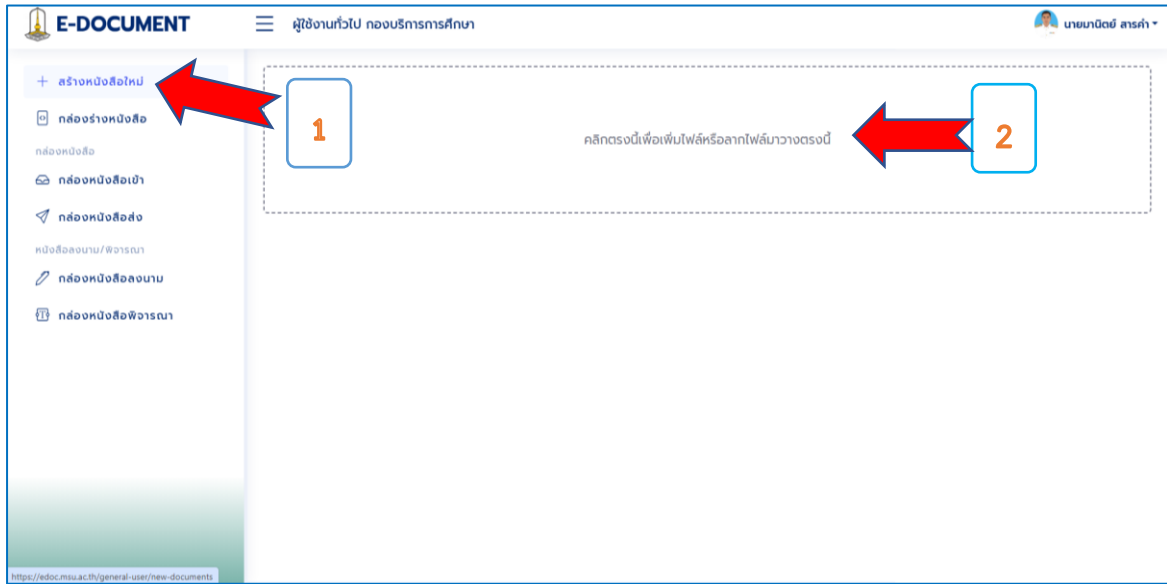 E-DOCUMENT
ผู้ใช้งานทั่วไป กองบริการการศึกษา
นายมานิตย์ สารคำ
+ สร้างหนังสือใหม่
กล่องร่างหนังสือ
กล่องหนังสือ
กล่องหนังสือเข้า
กล่องหนังสือส่ง
หนังสือลงนาม/พิจารณา
กล่องหนังสือลงนาม
กล่องหนังสือพิจารณา
1
คลิกตรงนี้เพื่อเพิ่มไฟล์หรือลากไฟล์มาวางตรงนี้
2
https://edoc.msu.ac.th/general-user/new-documents